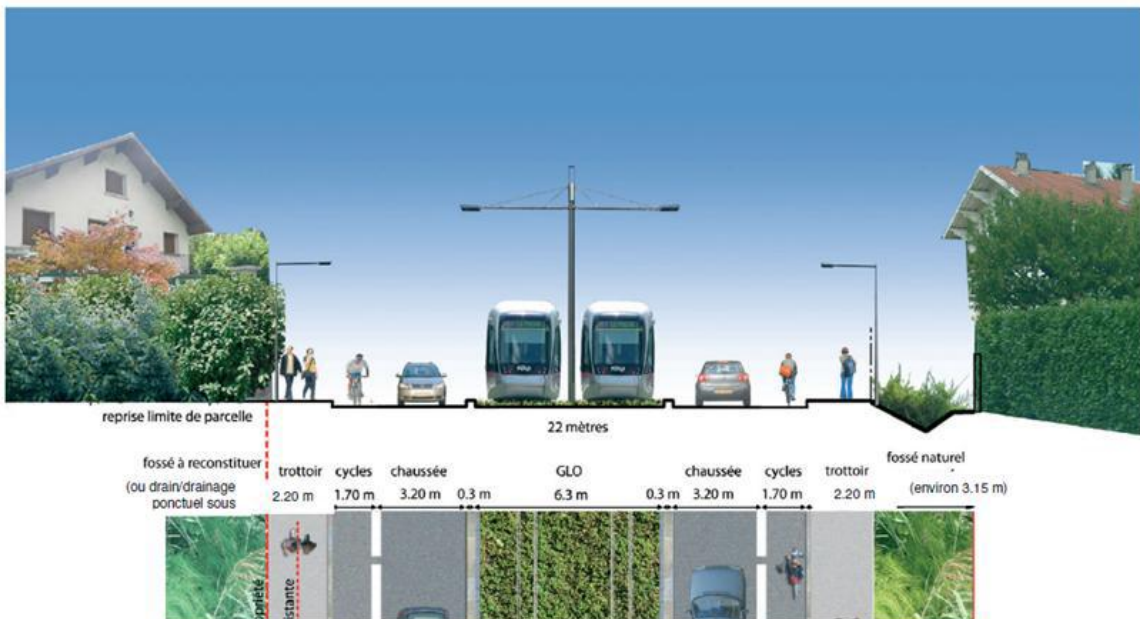 reprise limite de parcelle
22 mètres
fossé à reconstituer
(ou drain/drainage
ponctuel sous
trottoir
2.20 m
cycles
1.70 m
chaussée
3.20 m
0.3 m
GLO
6.3 m
0.3 m
chaussée
3.20 m
cycles
1.70 m
trottoir
2.20 m
fossé naturel
(environ 3.15 m)
priété
istante